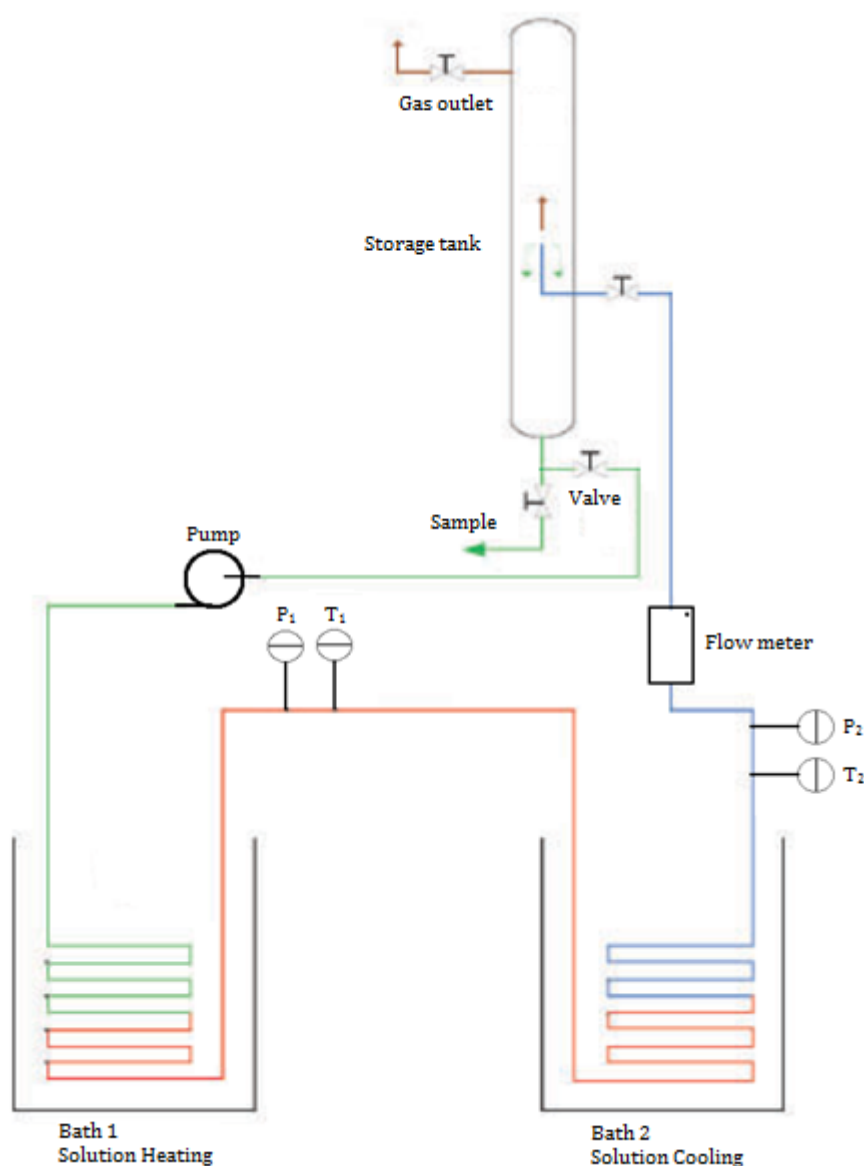 Gas outlet
Storage tank
Valve
Sample
Pump
P₁
T₁
Flow meter
P₂
T₂
Bath 1
Solution Heating
Bath 2
Solution Cooling